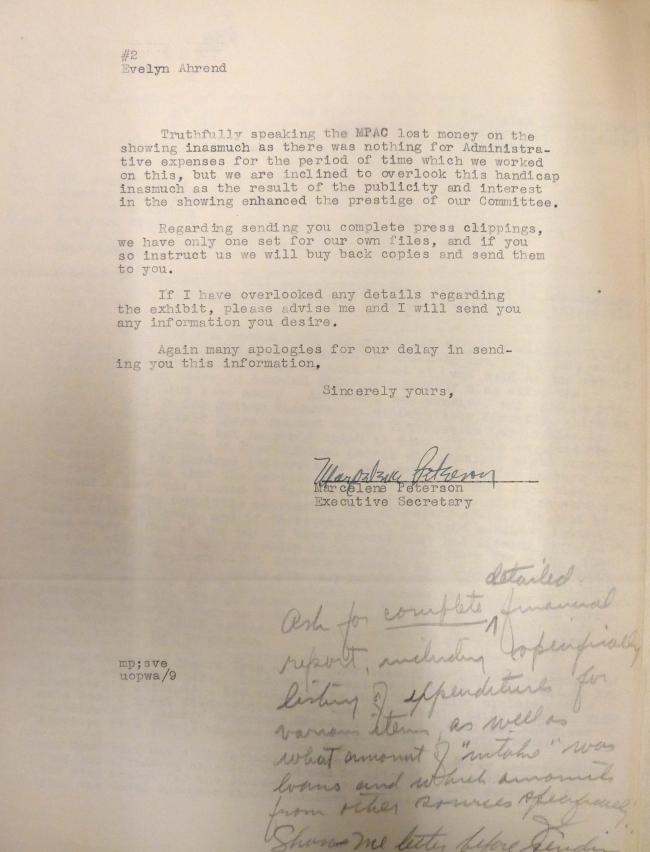 #2
Evelyn Ahrend
Truthfully speaking the MPAC lost money on the
showing inasmuch as there was nothing for Administra-
tive expenses for the period of time which we worked
on this, but we are inclined to overlook this handicap
inasmuch as the result of the publicity and interest
in the showing enhanced the prestige of our Committee.
Regarding sending you complete press clippings,
we have only one set for our own files, and if you
so instruct us we will buy back copies and send them
to you.
If I have overlooked any details regarding
the exhibit, please advise me and I will send you
any information you desire.
Again many apologies for our delay in send-
ing you this information,
Sincerely yours,
Marcelene Peterson
Marcelene Peterson
Executive Secretary
mp;sve
uopwa/9
detailed
Ask for complete ^ financial
report, including specifically
listing of expenditures for
various items, as well as
what amount of "intake" was
loans and which amounts
from other sources specifically.
Show me letter before